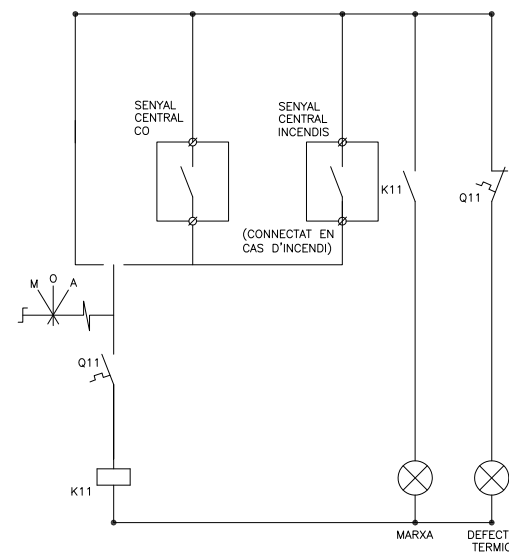 SENYAL
CENTRAL
CO
SENYAL
CENTRAL
INCENDIS
K11
Q11
(CONNECTAT EN
CAS D'INCENDI)
M O A
Q11
K11
MARXA
DEFECT
TERMIC